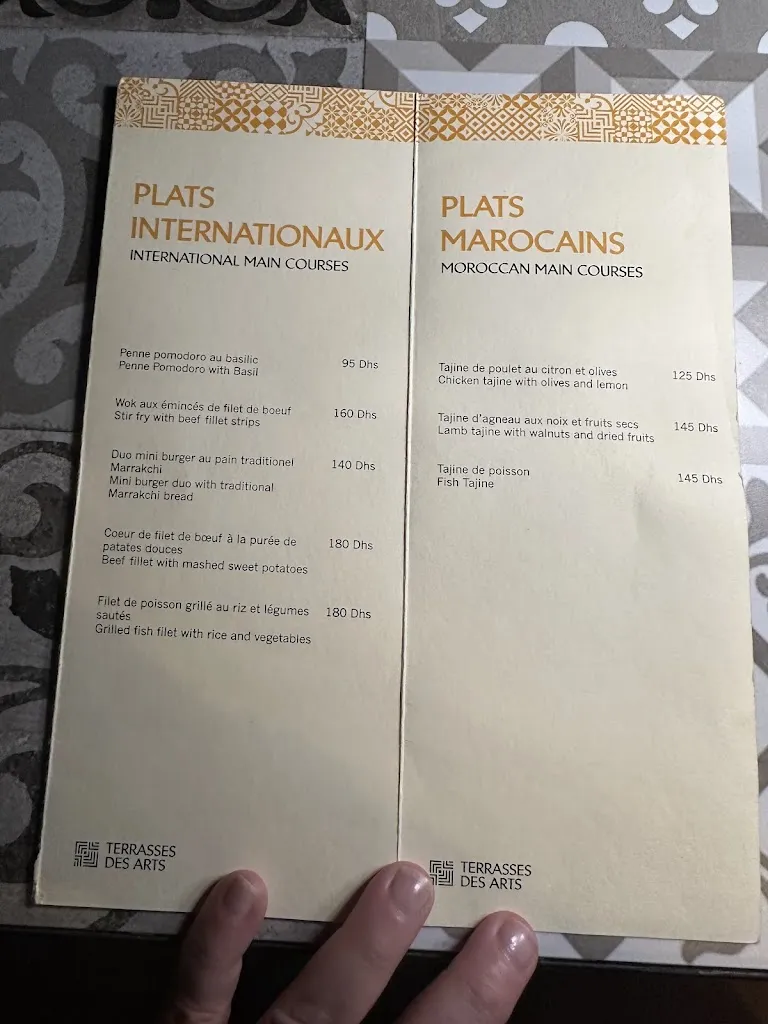 PLATS
INTERNATIONAUX
INTERNATIONAL MAIN COURSES
Penne pomodoro au basilic
Penne Pomodoro with Basil
95 Dhs
Wok aux émincés de filet de boeuf
Stir fry with beef fillet strips
160 Dhs
Duo mini burger au pain traditionel
Marrakchi
Mini burger duo with traditional
Marrakchi bread
140 Dhs
Coeur de filet de bœuf à la purée de
patates douces
Beef fillet with mashed sweet potatoes
180 Dhs
Filet de poisson grillé au riz et légumes
sautés
Grilled fish filet with rice and vegetables
180 Dhs
TERRASSES
DES ARTS
PLATS
MAROCAINS
MOROCCAN MAIN COURSES
Tajine de poulet au citron et olives
Chicken tajine with olives and lemon
125 Dhs
Tajine d'agneau aux noix et fruits secs
Lamb tajine with walnuts and dried fruits
145 Dhs
Tajine de poisson
Fish Tajine
145 Dhs
TERRASSES
DES ARTS